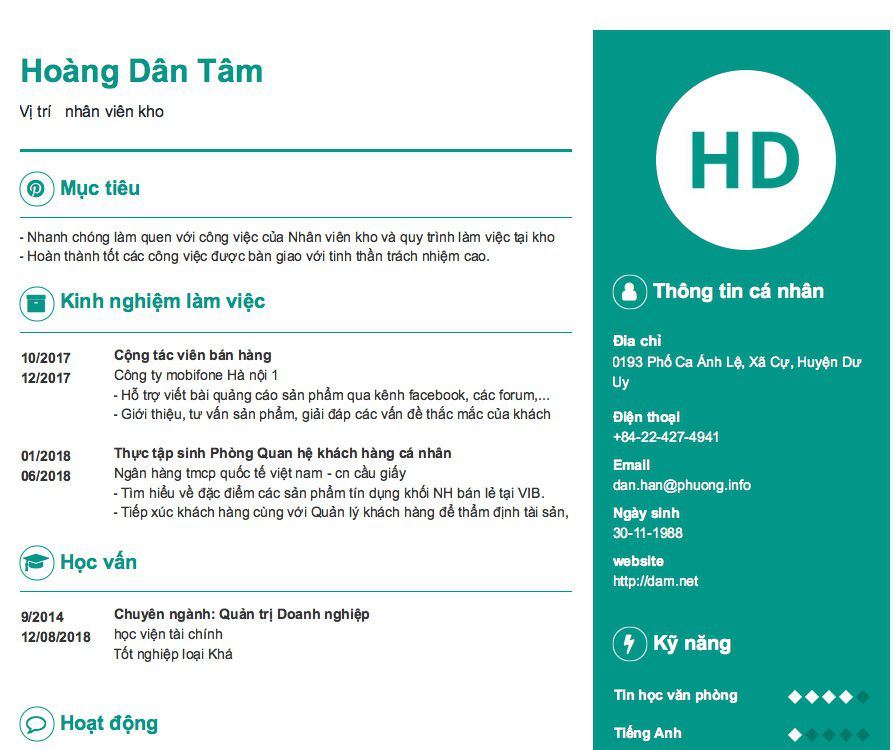 Hoàng Dân Tâm
Vị trí nhân viên kho
Mục tiêu
- Nhanh chóng làm quen với công việc của Nhân viên kho và quy trình làm việc tại kho
- Hoàn thành tốt các công việc được bàn giao với tinh thần trách nhiệm cao.
Kinh nghiệm làm việc
10/2017
12/2017
Cộng tác viên bán hàng
Công ty mobifone Hà nội 1
- Hỗ trợ viết bài quảng cáo sản phẩm qua kênh facebook, các forum,...
- Giới thiệu, tư vấn sản phẩm, giải đáp các vấn đề thắc mắc của khách
01/2018
06/2018
Thực tập sinh Phòng Quan hệ khách hàng cá nhân
Ngân hàng tmcp quốc tế việt nam - cn cầu giấy
- Tìm hiểu về đặc điểm các sản phẩm tín dụng khối NH bán lẻ tại VIB.
- Tiếp xúc khách hàng cùng với Quản lý khách hàng để thẩm định tài sản,
Học vấn
9/2014
12/08/2018
Chuyên ngành: Quản trị Doanh nghiệp
học viện tài chính
Tốt nghiệp loại Khá
Hoạt động
HD
Thông tin cá nhân
Đia chỉ
0193 Phố Ca Ánh Lệ, Xã Cự, Huyện Dư
Uy
Điện thoại
+84-22-427-4941
Email
dan.han@phuong.info
Ngày sinh
30-11-1988
website
http://dam.net
Kỹ năng
Tin học văn phòng
Tiếng Anh